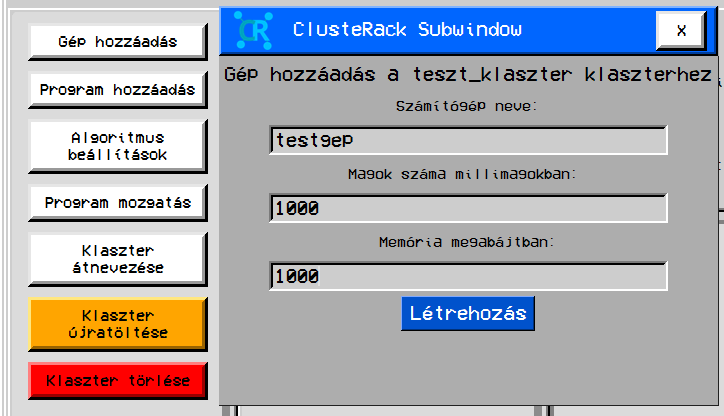 Gép hozzáadás
Program hozzáadás
Algoritmus
beállítások
Program mozgatás
Klaszter
átnevezése
Klaszter
újratöltése
Klaszter törlése
CR ClusteRack Subwindow X
Gép hozzáadás a teszt_klaszter klaszterhez
Számítógép neve:
testgep
Magok száma millimagokban:
1000
Memória megabájtban:
1000
Létrehozás